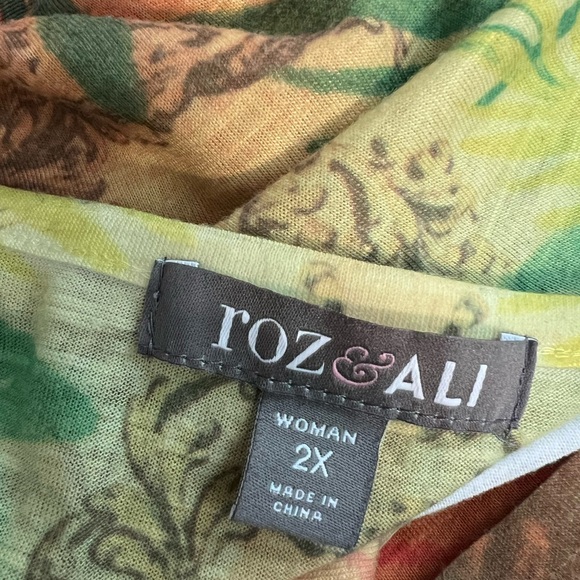 roz & ALI
WOMAN
2X
MADE IN
CHINA